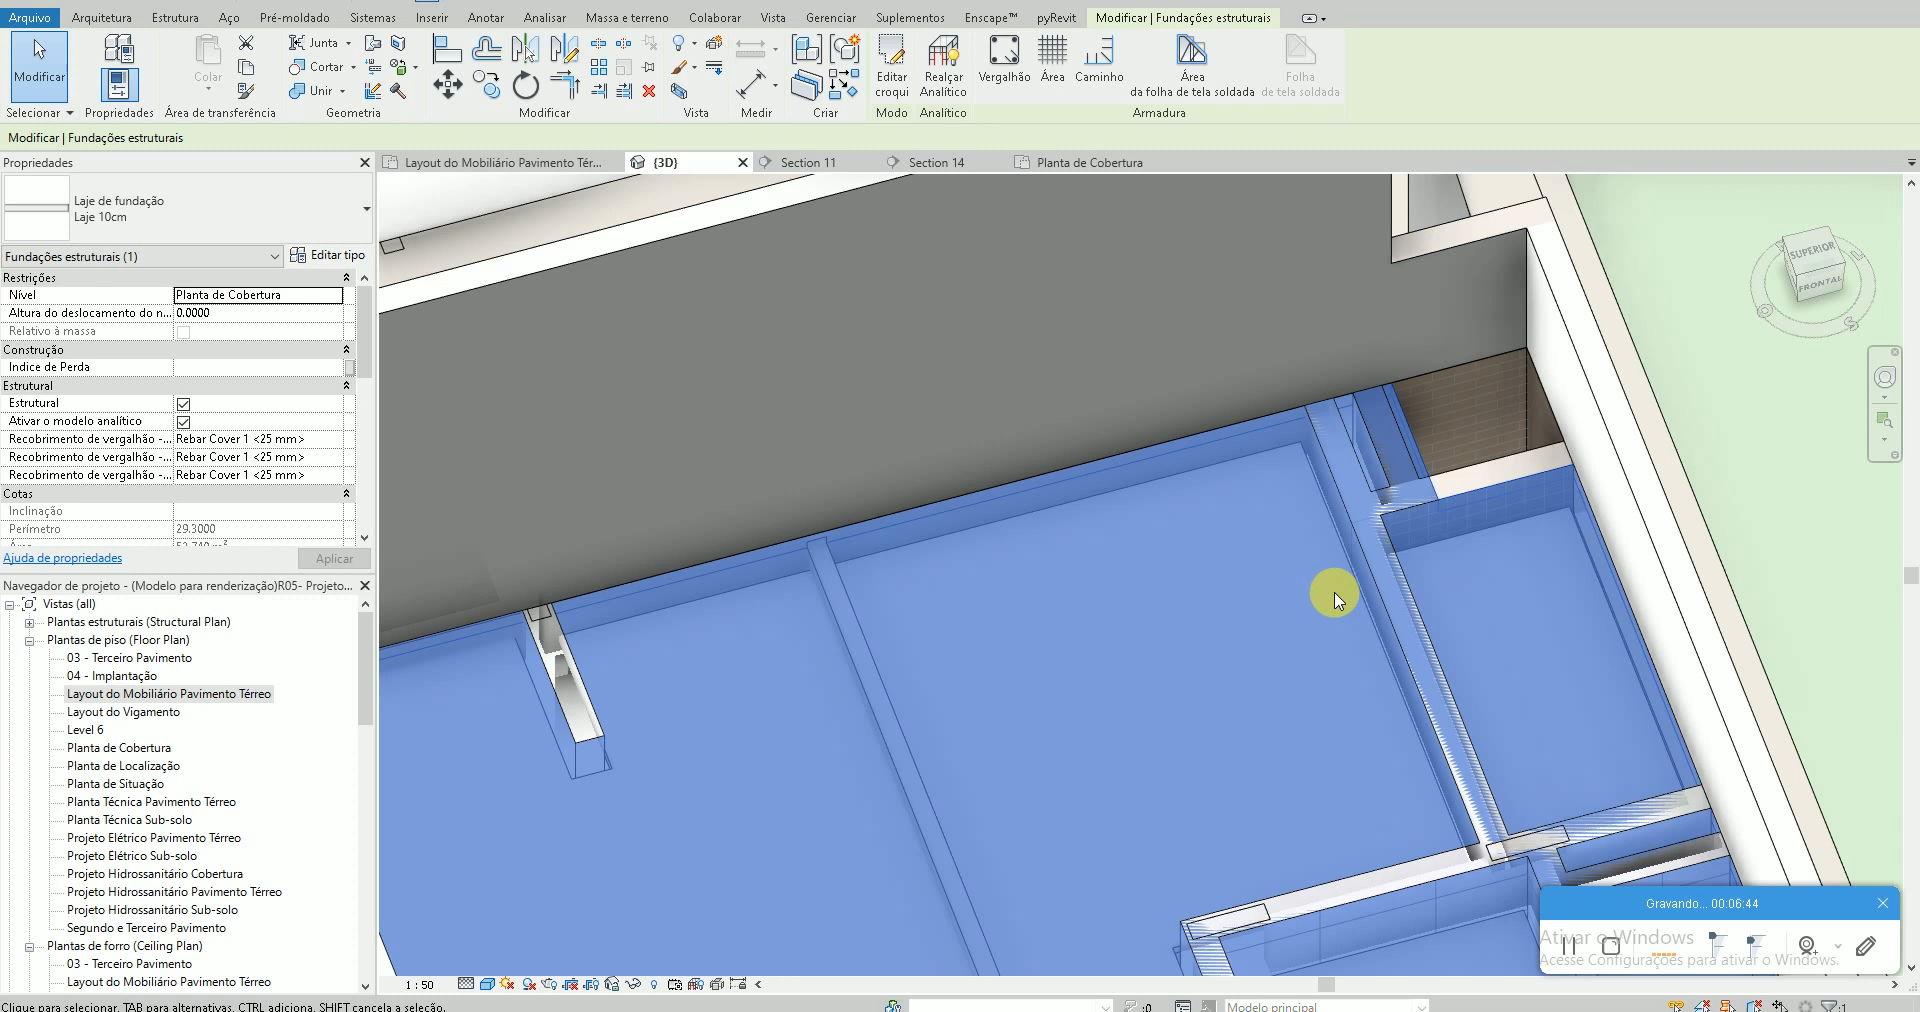 Arquivo Arquitetura Estrutura Aço Pré-moldado Sistemas Inserir Anotar Analisar Massa e terreno Colaborar Vista Gerenciar Suplementos Enscape™ pyRevit Modificar | Fundações estruturais
Modificar Colar Junta Cortar Unir Editar croqui Realçar Analítico Vergalhão Área Caminho Área da folha de tela soldada Folha de tela soldada
Selecionar Propriedades Área de transferência Geometria Modificar Vista Medir Criar Modo Analítico Armadura
Modificar | Fundações estruturais
Propriedades
Layout do Mobiliário Pavimento Tér... {3D} Section 11 Section 14 Planta de Cobertura
Laje de fundação
Laje 10cm
Fundações estruturais (1) Editar tipo
Restrições
Nível Planta de Cobertura
Altura do deslocamento do n... 0.0000
Relativo à massa
Construção
Indice de Perda
Estrutural
Estrutural
Ativar o modelo analítico
Recobrimento de vergalhão -... Rebar Cover 1 <25 mm>
Recobrimento de vergalhão -... Rebar Cover 1 <25 mm>
Recobrimento de vergalhão -... Rebar Cover 1 <25 mm>
Cotas
Inclinação
Perímetro 29.3000
Ajuda de propriedades Aplicar
Navegador de projeto - (Modelo para renderização)R05- Projeto...
Vistas (all)
Plantas estruturais (Structural Plan)
Plantas de piso (Floor Plan)
03 - Terceiro Pavimento
04 - Implantação
Layout do Mobiliário Pavimento Térreo
Layout do Vigamento
Level 6
Planta de Cobertura
Planta de Localização
Planta de Situação
Planta Técnica Pavimento Térreo
Planta Técnica Sub-solo
Projeto Elétrico Pavimento Térreo
Projeto Elétrico Sub-solo
Projeto Hidrossanitário Cobertura
Projeto Hidrossanitário Pavimento Térreo
Projeto Hidrossanitário Sub-solo
Segundo e Terceiro Pavimento
Plantas de forro (Ceiling Plan)
03 - Terceiro Pavimento
Layout do Mobiliário Pavimento Térreo
SUPERIOR
FRONTAL
S
Gravando... 00:06:44
Ativar o Windows
Acesse Configurações para ativar o Windows.
1 : 50
Clique para selecionar, TAB para alternativas, CTRL adiciona, SHIFT cancela a seleção.
:0
Modelo principal
:1